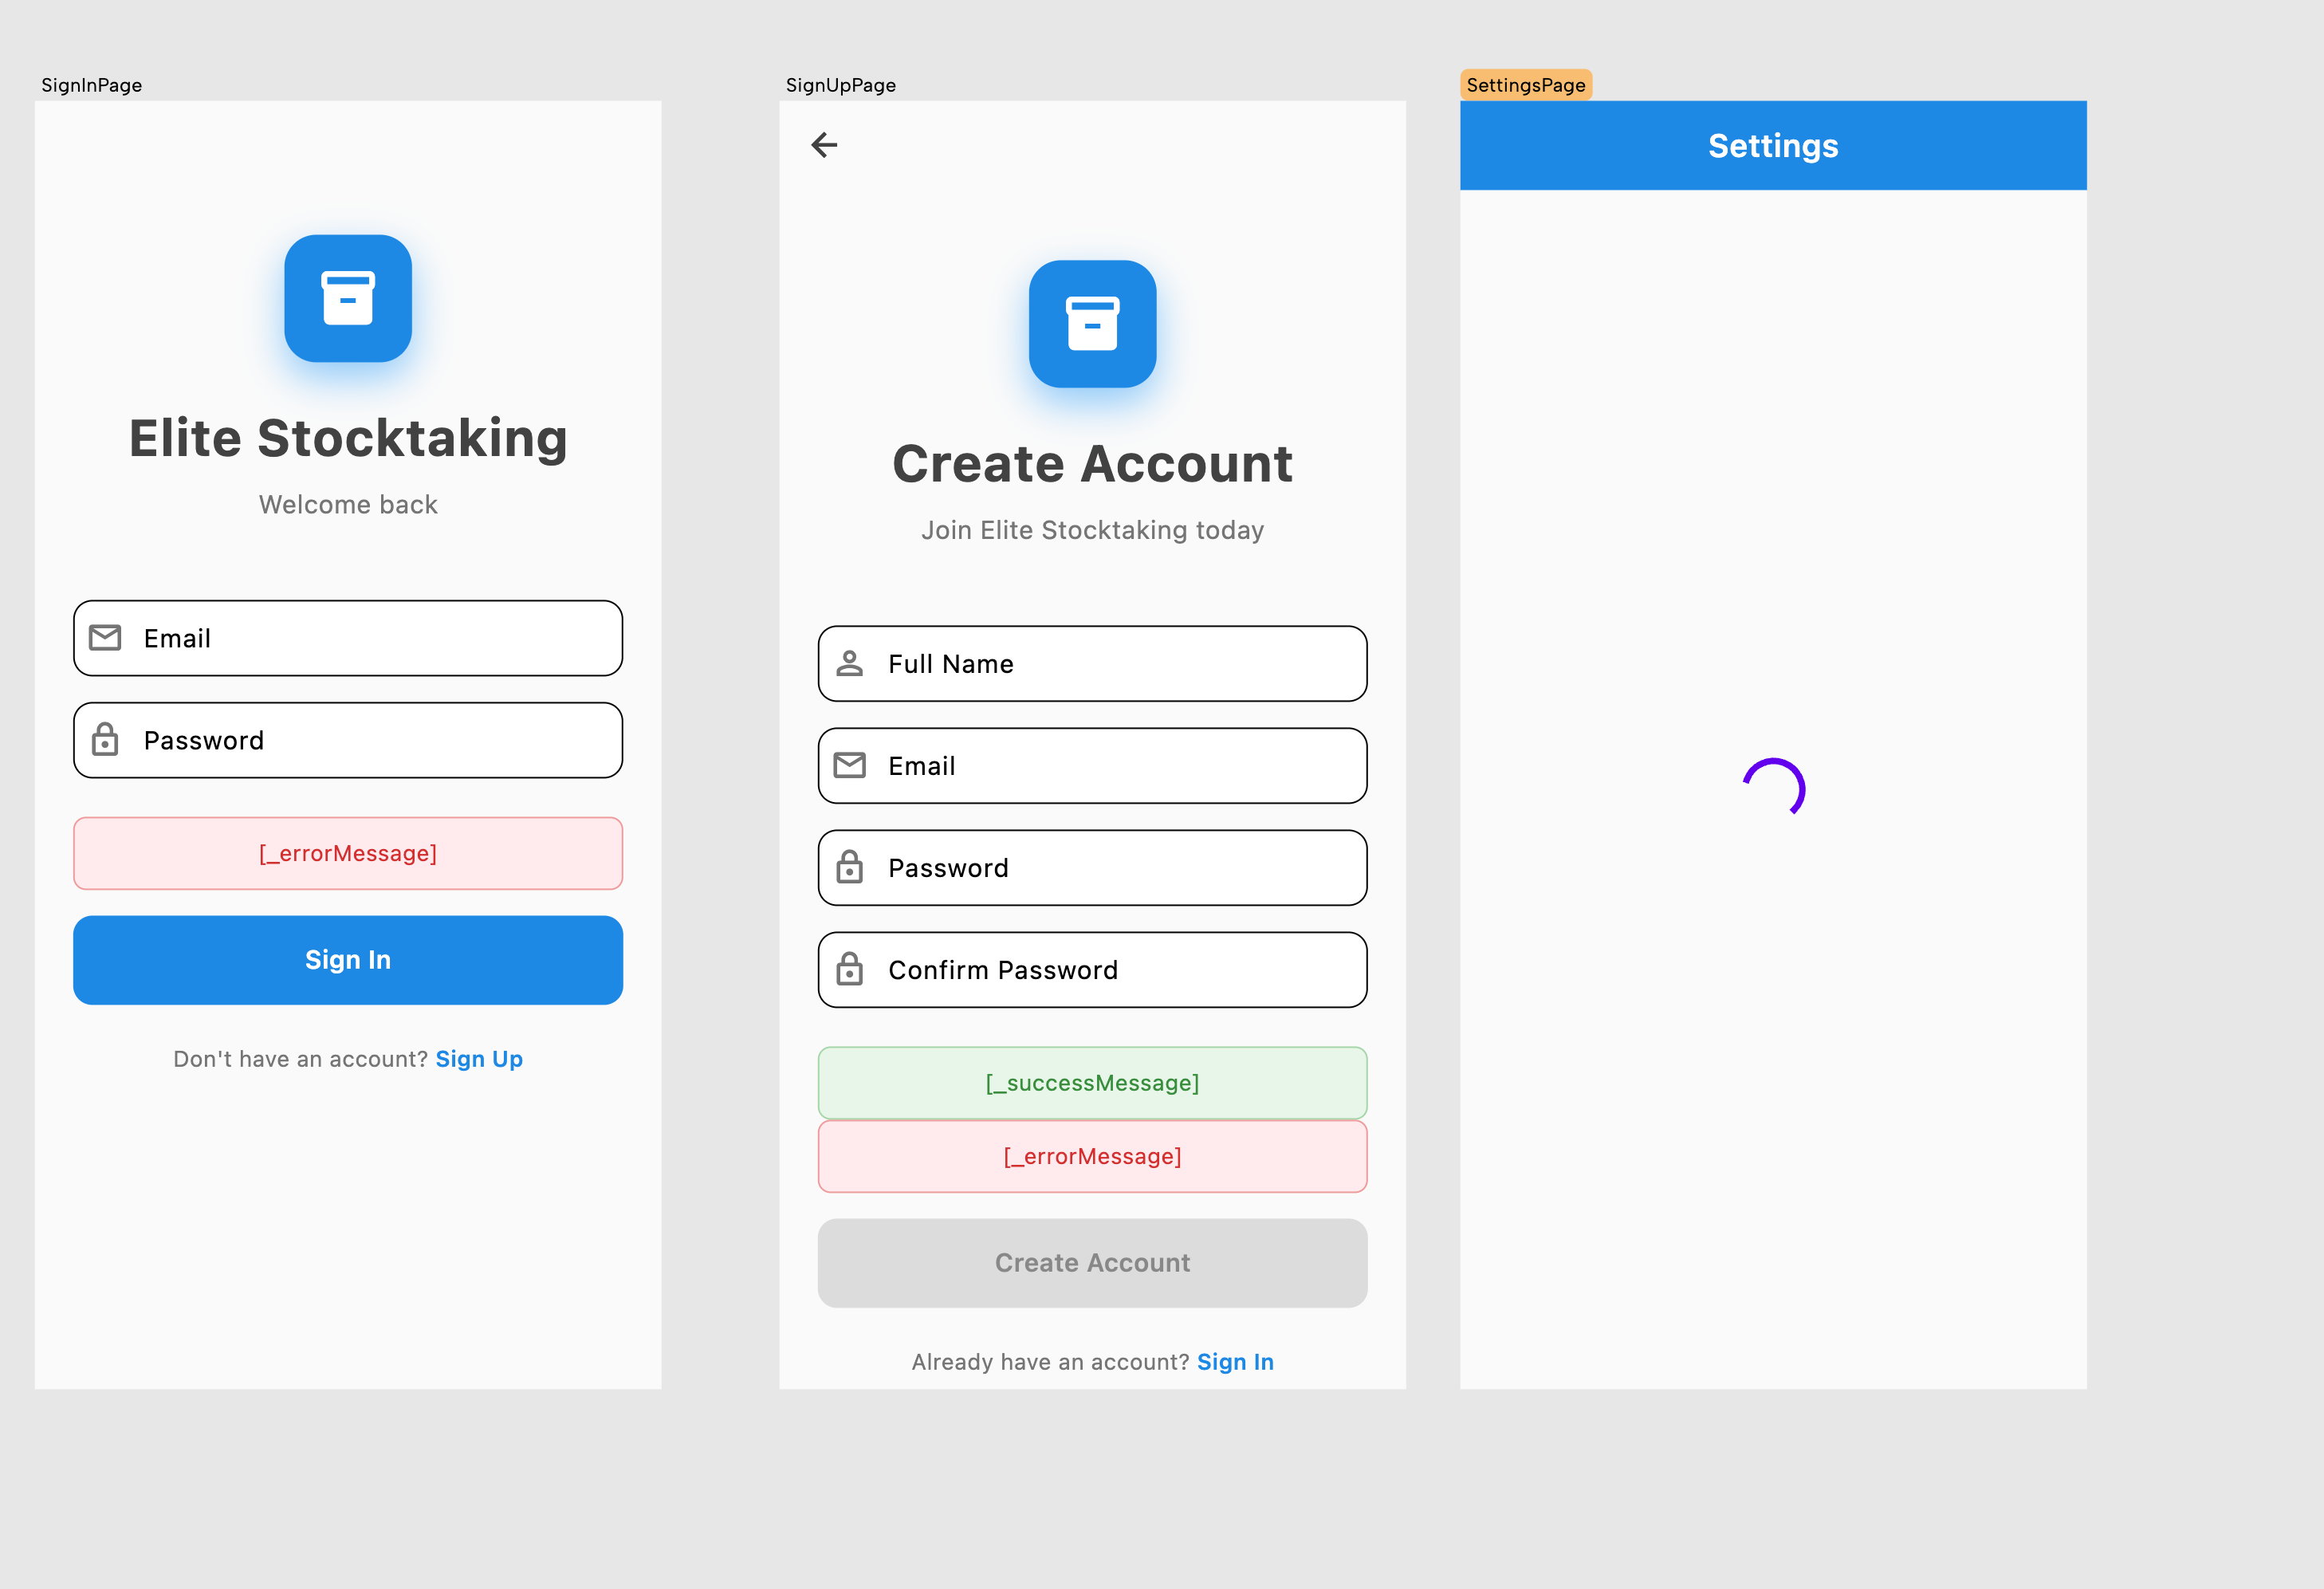 SignInPage
Elite Stocktaking
Welcome back
Email
Password
[_errorMessage]
Sign In
Don't have an account? Sign Up
SignUpPage
Create Account
Join Elite Stocktaking today
Full Name
Email
Password
Confirm Password
[_successMessage]
[_errorMessage]
Create Account
Already have an account? Sign In
SettingsPage
Settings